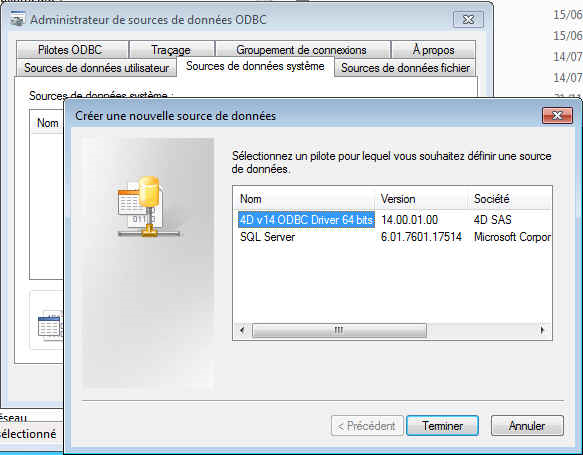 Administrateur de sources de données ODBC
15/06
15/06
14/07
14/07
Pilotes ODBC Traçage Groupement de connexions À propos
Sources de données utilisateur Sources de données système Sources de données fichier
Sources de données système :
Nom
Créer une nouvelle source de données
Sélectionnez un pilote pour lequel vous souhaitez définir une source
de données.
Nom Version Société
4D v14 ODBC Driver 64 bits 14.00.01.00 4D SAS
SQL Server 6.01.7601.17514 Microsoft Corpor
< Précédent Terminer Annuler
éseau
sélectionné